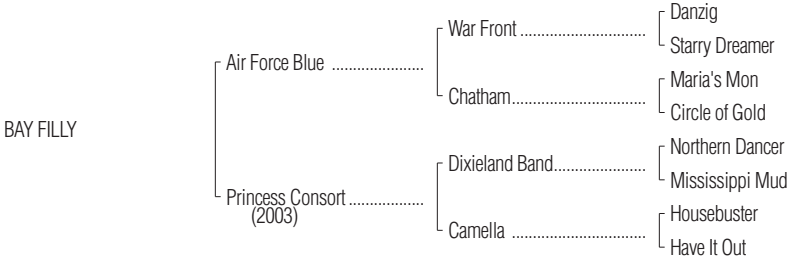 Danzig
War Front ..............................
Starry Dreamer
Air Force Blue ......................
Maria's Mon
Chatham................................
Circle of Gold
BAY FILLY
Northern Dancer
Dixieland Band......................
Mississippi Mud
Princess Consort ..................
(2003)
Housebuster
Camella ................................
Have It Out